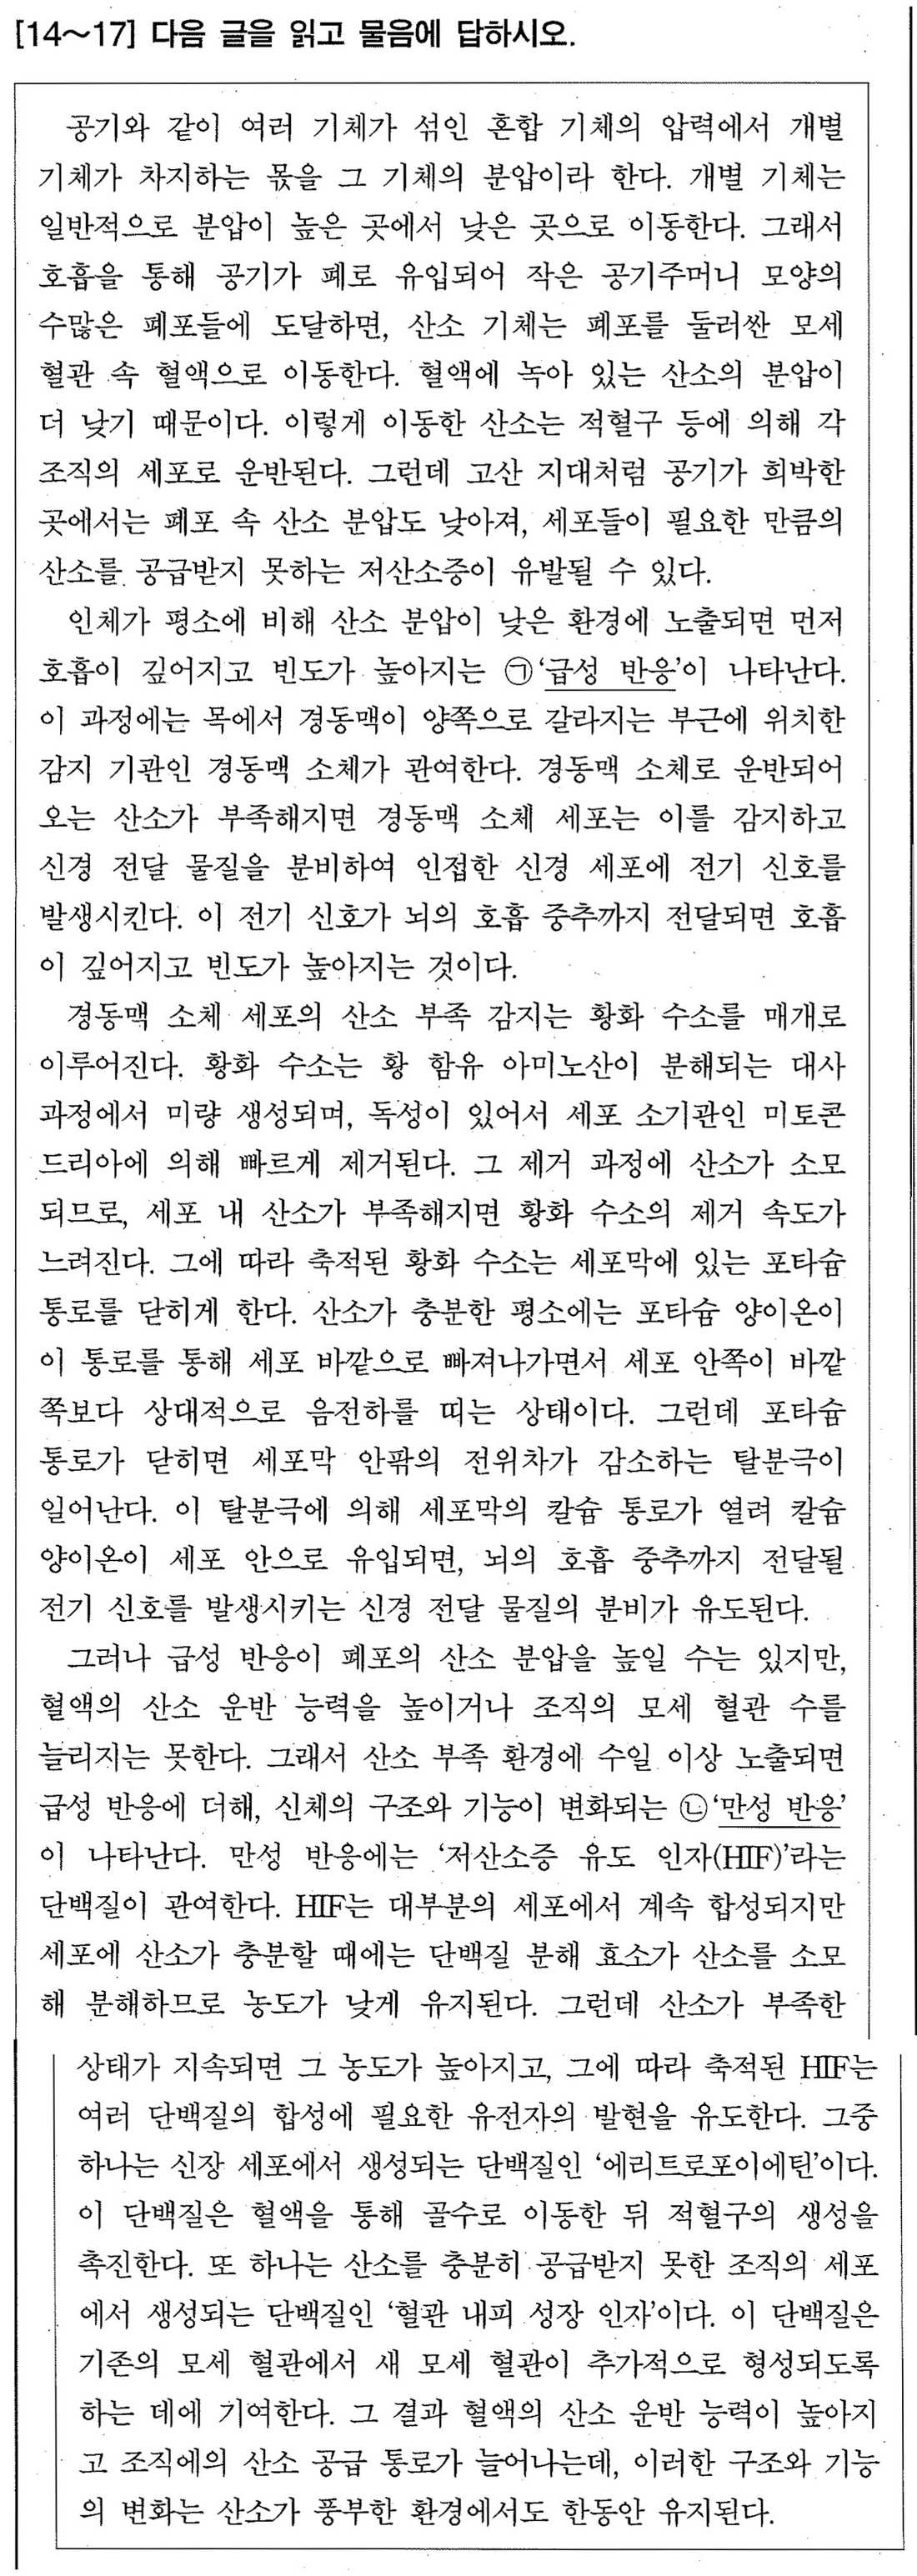 [14~17] 다음 글을 읽고 물음에 답하시오.
공기와 같이 여러 기체가 섞인 혼합 기체의 압력에서 개별
기체가 차지하는 몫을 그 기체의 분압이라 한다. 개별 기체는
일반적으로 분압이 높은 곳에서 낮은 곳으로 이동한다. 그래서
호흡을 통해 공기가 폐로 유입되어 작은 공기주머니 모양의
수많은 폐포들에 도달하면, 산소 기체는 폐포를 둘러싼 모세
혈관 속 혈액으로 이동한다. 혈액에 녹아 있는 산소의 분압이
더 낮기 때문이다. 이렇게 이동한 산소는 적혈구 등에 의해 각
조직의 세포로 운반된다. 그런데 고산 지대처럼 공기가 희박한
곳에서는 폐포 속 산소 분압도 낮아져, 세포들이 필요한 만큼의
산소를 공급받지 못하는 저산소증이 유발될 수 있다.
인체가 평소에 비해 산소 분압이 낮은 환경에 노출되면 먼저
호흡이 깊어지고 빈도가 높아지는 ㉠‘급성 반응’이 나타난다.
이 과정에는 목에서 경동맥이 양쪽으로 갈라지는 부근에 위치한
감지 기관인 경동맥 소체가 관여한다. 경동맥 소체로 운반되어
오는 산소가 부족해지면 경동맥 소체 세포는 이를 감지하고
신경 전달 물질을 분비하여 인접한 신경 세포에 전기 신호를
발생시킨다. 이 전기 신호가 뇌의 호흡 중추까지 전달되면 호흡
이 깊어지고 빈도가 높아지는 것이다.
경동맥 소체 세포의 산소 부족 감지는 황화 수소를 매개로
이루어진다. 황화 수소는 황 함유 아미노산이 분해되는 대사
과정에서 미량 생성되며, 독성이 있어서 세포 소기관인 미토콘
드리아에 의해 빠르게 제거된다. 그 제거 과정에 산소가 소모
되므로, 세포 내 산소가 부족해지면 황화 수소의 제거 속도가
느려진다. 그에 따라 축적된 황화 수소는 세포막에 있는 포타슘
통로를 닫히게 한다. 산소가 충분한 평소에는 포타슘 양이온이
이 통로를 통해 세포 바깥으로 빠져나가면서 세포 안쪽이 바깥
쪽보다 상대적으로 음전하를 띠는 상태이다. 그런데 포타슘
통로가 닫히면 세포막 안팎의 전위차가 감소하는 탈분극이
일어난다. 이 탈분극에 의해 세포막의 칼슘 통로가 열려 칼슘
양이온이 세포 안으로 유입되면, 뇌의 호흡 중추까지 전달될
전기 신호를 발생시키는 신경 전달 물질의 분비가 유도된다.
그러나 급성 반응이 폐포의 산소 분압을 높일 수는 있지만,
혈액의 산소 운반 능력을 높이거나 조직의 모세 혈관 수를
늘리지는 못한다. 그래서 산소 부족 환경에 수일 이상 노출되면
급성 반응에 더해, 신체의 구조와 기능이 변화되는 ㉡‘만성 반응’
이 나타난다. 만성 반응에는 ‘저산소증 유도 인자(HIF)’라는
단백질이 관여한다. HIF는 대부분의 세포에서 계속 합성되지만
세포에 산소가 충분할 때에는 단백질 분해 효소가 산소를 소모
해 분해하므로 농도가 낮게 유지된다. 그런데 산소가 부족한
상태가 지속되면 그 농도가 높아지고, 그에 따라 축적된 HIF는
여러 단백질의 합성에 필요한 유전자의 발현을 유도한다. 그중
하나는 신장 세포에서 생성되는 단백질인 ‘에리트로포이에틴’이다.
이 단백질은 혈액을 통해 골수로 이동한 뒤 적혈구의 생성을
촉진한다. 또 하나는 산소를 충분히 공급받지 못한 조직의 세포
에서 생성되는 단백질인 ‘혈관 내피 성장 인자’이다. 이 단백질은
기존의 모세 혈관에서 새 모세 혈관이 추가적으로 형성되도록
하는 데에 기여한다. 그 결과 혈액의 산소 운반 능력이 높아지
고 조직에의 산소 공급 통로가 늘어나는데, 이러한 구조와 기능
의 변화는 산소가 풍부한 환경에서도 한동안 유지된다.